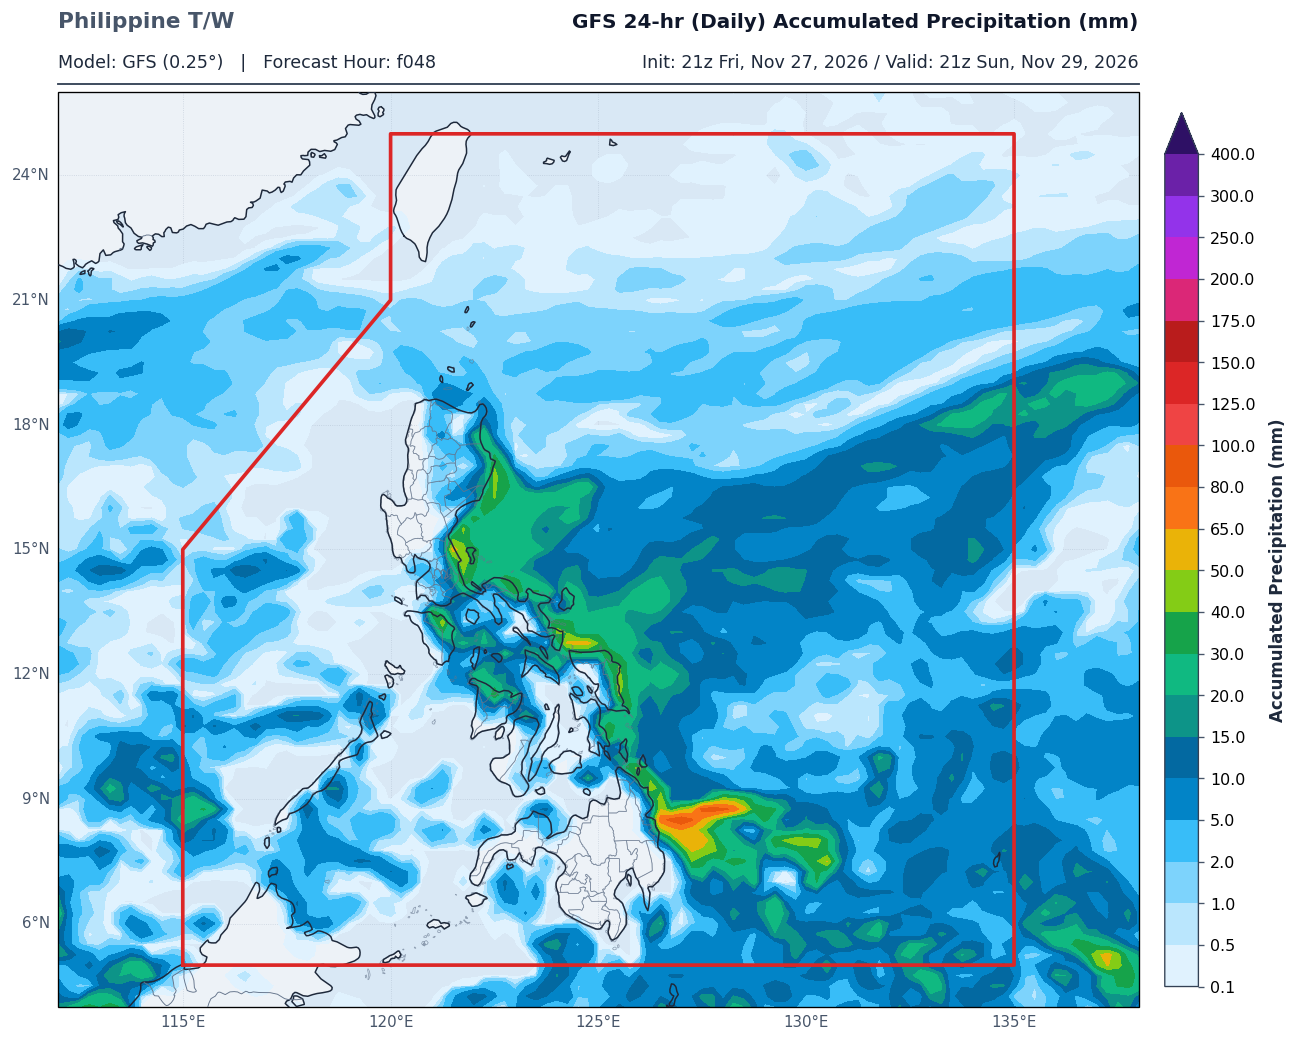 Philippine T/W
GFS 24-hr (Daily) Accumulated Precipitation (mm)
Model: GFS (0.25°)   |   Forecast Hour: f048
Init: 21z Fri, Nov 27, 2026 / Valid: 21z Sun, Nov 29, 2026
24°N
21°N
18°N
15°N
12°N
9°N
6°N
115°E
120°E
125°E
130°E
135°E
400.0
300.0
250.0
200.0
175.0
150.0
125.0
100.0
80.0
65.0
50.0
40.0
30.0
20.0
15.0
10.0
5.0
2.0
1.0
0.5
0.1
Accumulated Precipitation (mm)